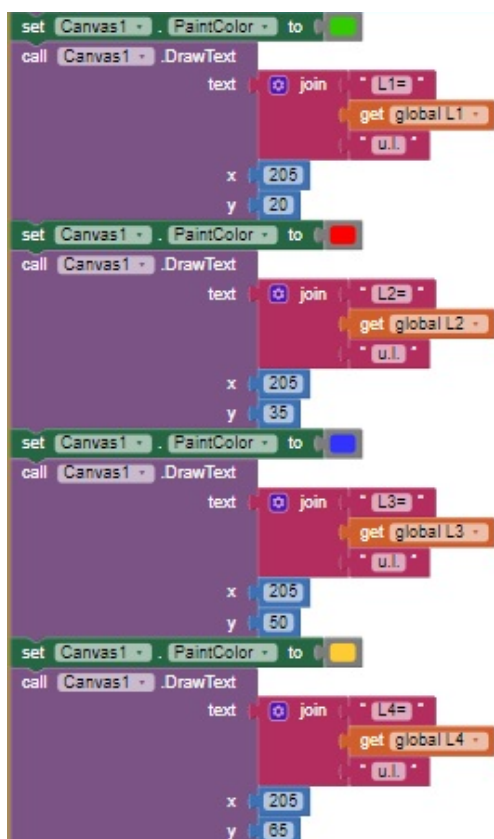 set Canvas1 . PaintColor to
call Canvas1 .DrawText
text join " L1= "
get global L1
" u.l. "
x 205
y 20
set Canvas1 . PaintColor to
call Canvas1 .DrawText
text join " L2= "
get global L2
" u.l. "
x 205
y 35
set Canvas1 . PaintColor to
call Canvas1 .DrawText
text join " L3= "
get global L3
" u.l. "
x 205
y 50
set Canvas1 . PaintColor to
call Canvas1 .DrawText
text join " L4= "
get global L4
" u.l. "
x 205
y 65